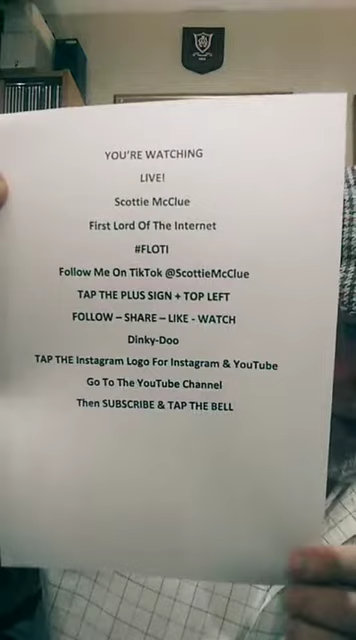 YOU'RE WATCHING
LIVE!
Scottie McClue
First Lord Of The Internet
#FLOTI
Follow Me On TikTok @ScottieMcClue
TAP THE PLUS SIGN + TOP LEFT
FOLLOW – SHARE – LIKE - WATCH
Dinky-Doo
TAP THE Instagram Logo For Instagram & YouTube
Go To The YouTube Channel
Then SUBSCRIBE & TAP THE BELL